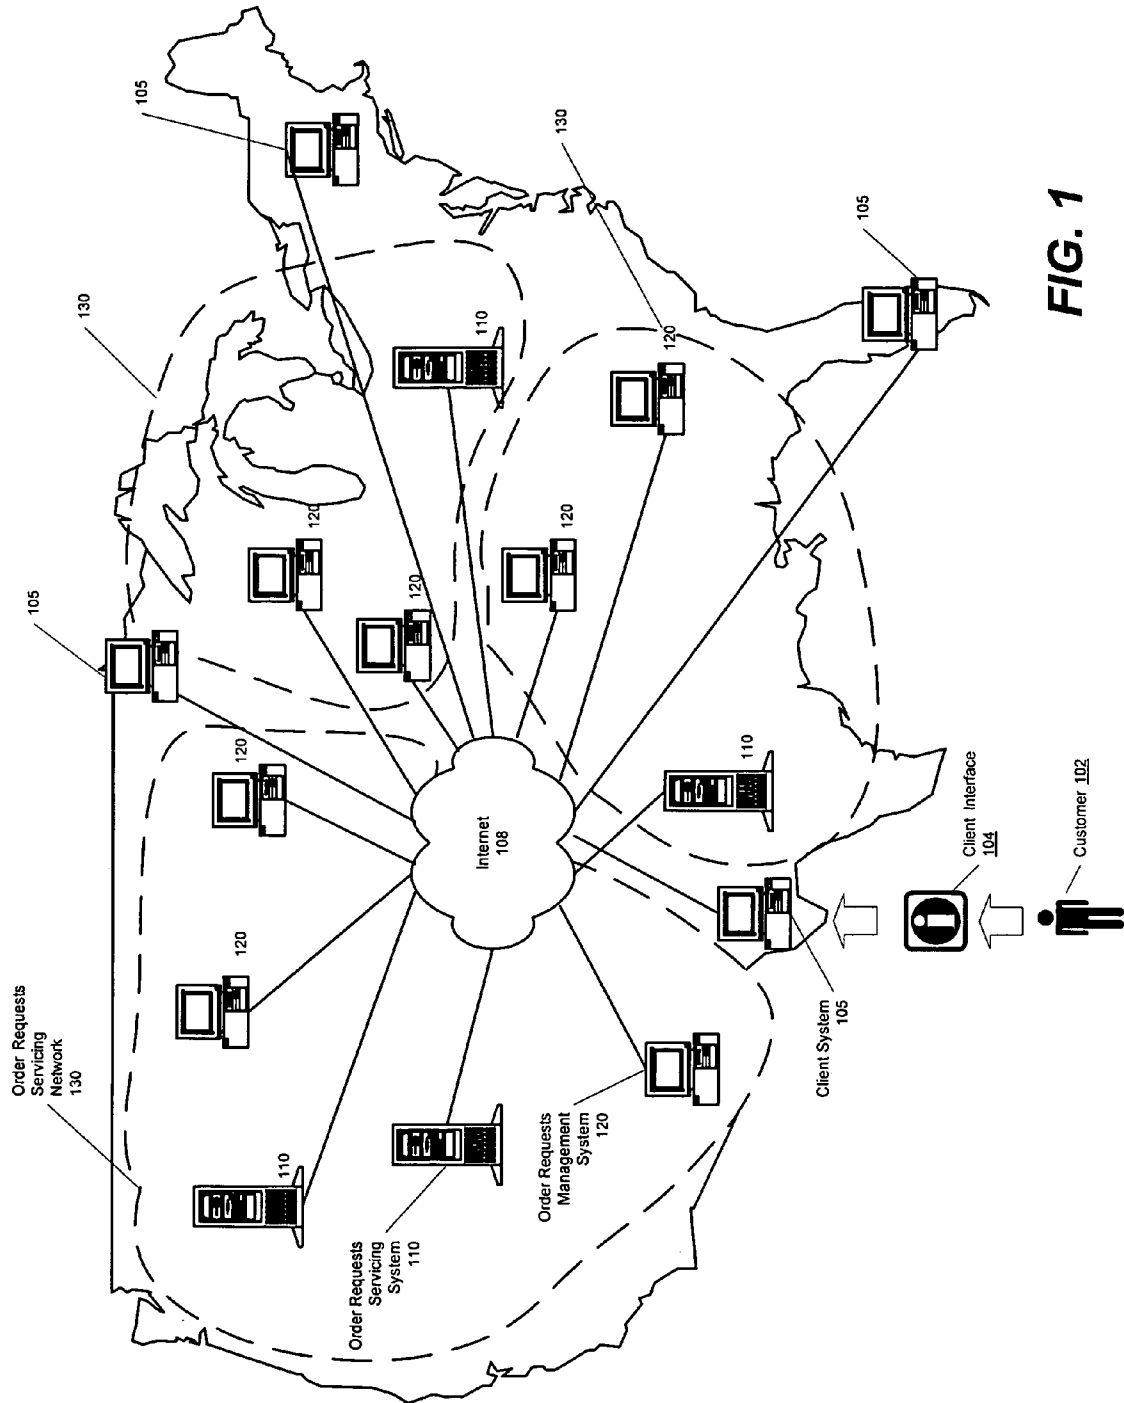 Order Requests
Servicing
Network
130
105
130
105
120
120
120
120
110
130
120
120
105
110
Order Requests
Servicing
System
110
110
Internet
108
Order Requests
Management
System
120
110
Client System
105
Client Interface
104
Customer 102
FIG. 1